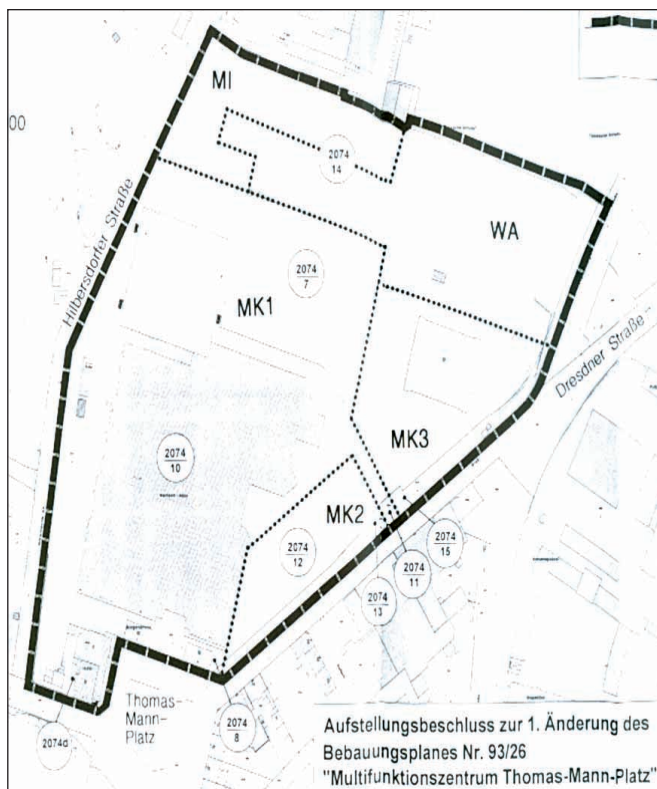 00
MI
2074
14
WA
Hilbersdorfer Straße
2074
7
MK1
Dresdner Straße
MK3
2074
10
MK2
2074
15
2074
12
2074
11
2074
13
Thomas-
Mann-
Platz
2074d
2074
8
Aufstellungsbeschluss zur 1. Änderung des
Bebauungsplanes Nr. 93/26
"Multifunktionszentrum Thomas-Mann-Platz"